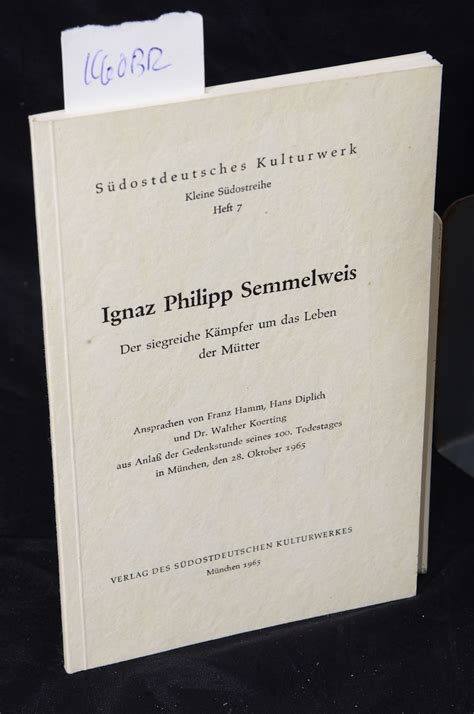 K60BR
Südostdeutsches Kulturwerk
Kleine Südostreihe
Heft 7
Ignaz Philipp Semmelweis
Der siegreiche Kämpfer um das Leben
der Mütter
Ansprachen von Franz Hamm, Hans Diplich
und Dr. Walther Koerting
aus Anlaß der Gedenkstunde seines 100. Todestages
in München, den 28. Oktober 1965
VERLAG DES SÜDOSTDEUTSCHEN KULTURWERKES
München 1965